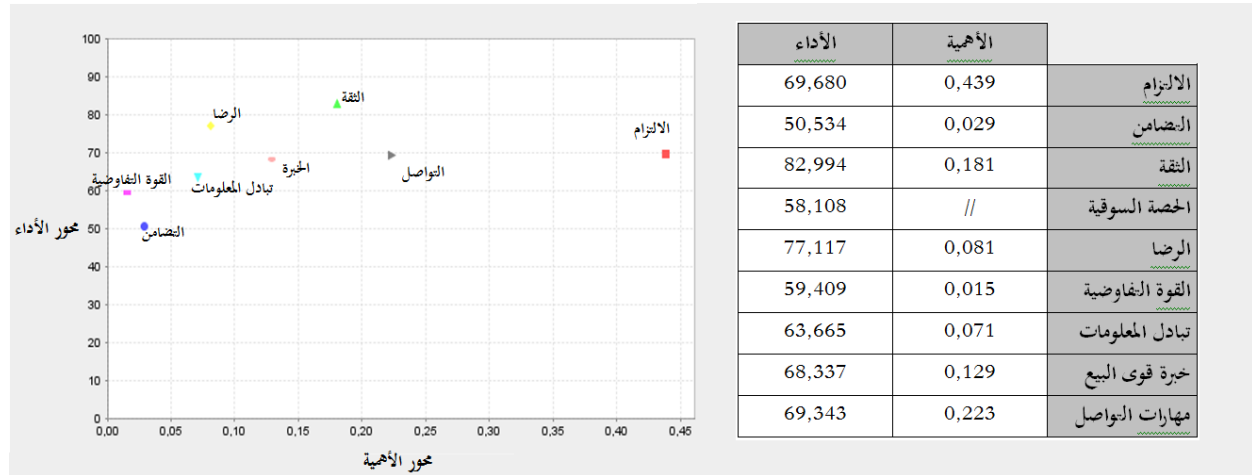 100
90
80
70
60
50
40
30
20
10
0
0,00 0,05 0,10 0,15 0,20 0,25 0,30 0,35 0,40 0,45
محور الأداء
محور الأهمية
الثقة
الرضا
الالتزام
التواصل
الخبرة
تبادل المعلومات
القوة التفاوضية
التضامن
الأهمية الأداء
الالتزام 0,439 69,680
التضامن 0,029 50,534
الثقة 0,181 82,994
الحصة السوقية // 58,108
الرضا 0,081 77,117
القوة التفاوضية 0,015 59,409
تبادل المعلومات 0,071 63,665
خبرة قوى البيع 0,129 68,337
مهارات التواصل 0,223 69,343